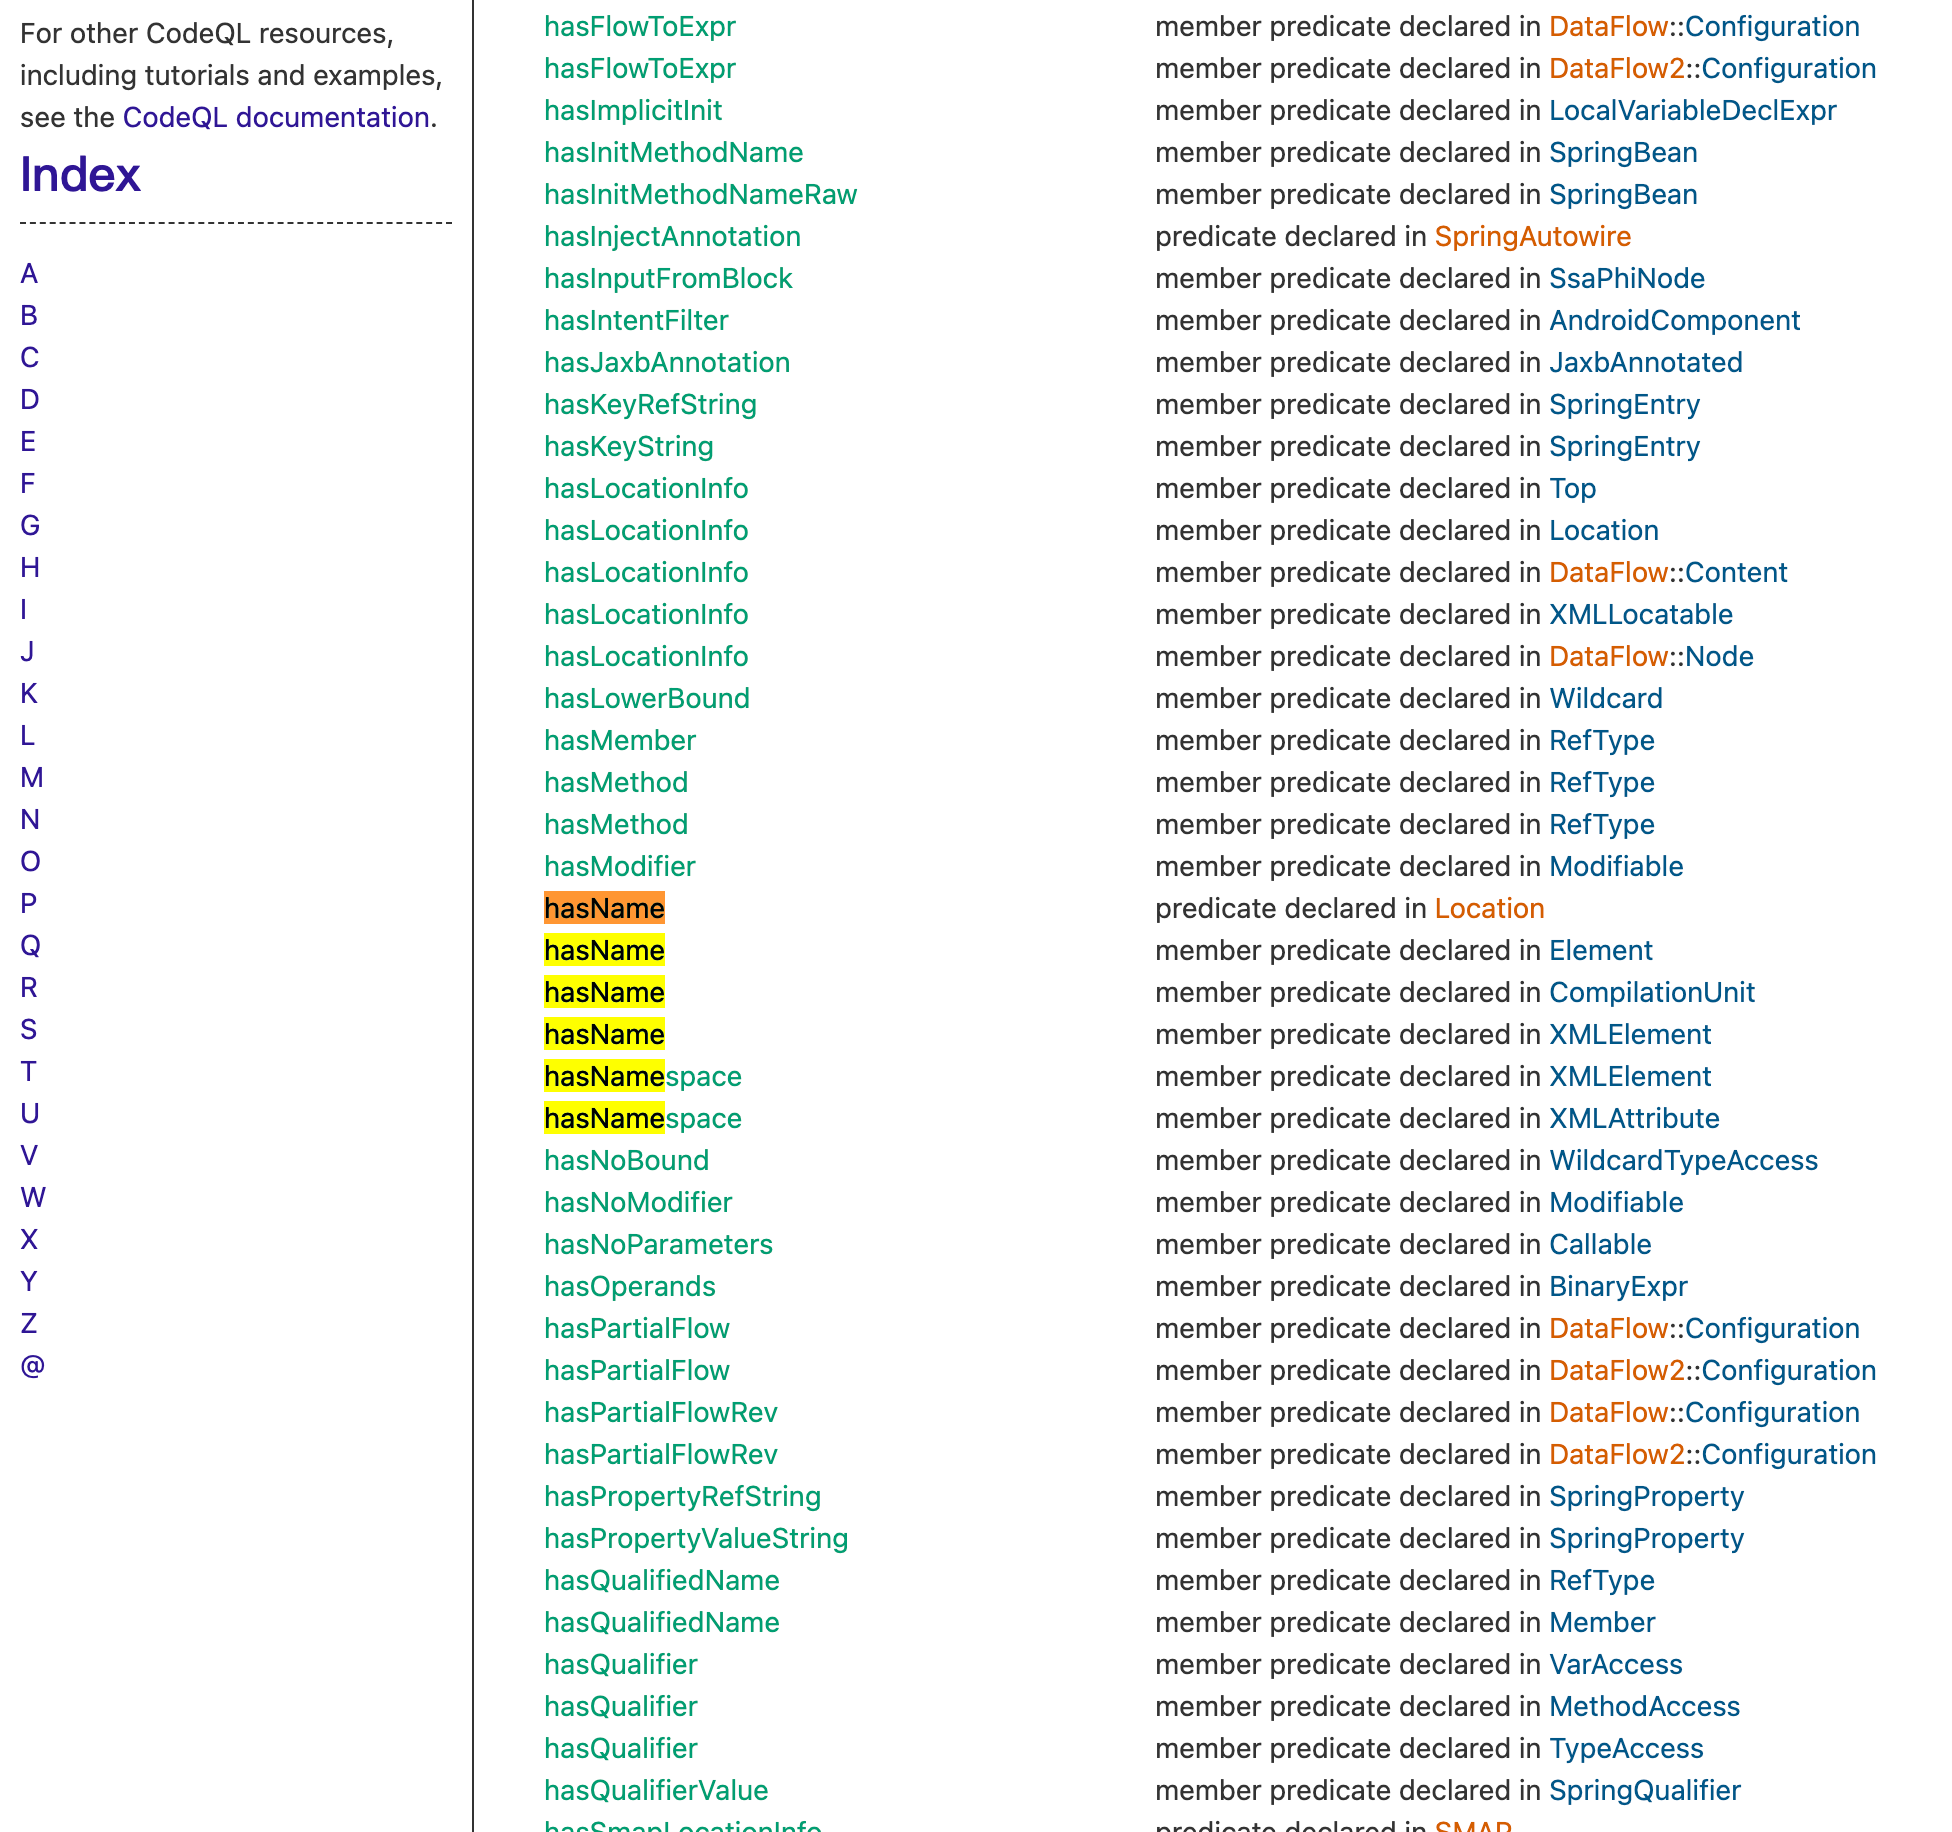 For other CodeQL resources,
including tutorials and examples,
see the CodeQL documentation.
Index
A
B
C
D
E
F
G
H
I
J
K
L
M
N
O
P
Q
R
S
T
U
V
W
X
Y
Z
@
hasFlowToExpr member predicate declared in DataFlow::Configuration
hasFlowToExpr member predicate declared in DataFlow2::Configuration
hasImplicitInit member predicate declared in LocalVariableDeclExpr
hasInitMethodName member predicate declared in SpringBean
hasInitMethodNameRaw member predicate declared in SpringBean
hasInjectAnnotation predicate declared in SpringAutowire
hasInputFromBlock member predicate declared in SsaPhiNode
hasIntentFilter member predicate declared in AndroidComponent
hasJaxbAnnotation member predicate declared in JaxbAnnotated
hasKeyRefString member predicate declared in SpringEntry
hasKeyString member predicate declared in SpringEntry
hasLocationInfo member predicate declared in Top
hasLocationInfo member predicate declared in Location
hasLocationInfo member predicate declared in DataFlow::Content
hasLocationInfo member predicate declared in XMLLocatable
hasLocationInfo member predicate declared in DataFlow::Node
hasLowerBound member predicate declared in Wildcard
hasMember member predicate declared in RefType
hasMethod member predicate declared in RefType
hasMethod member predicate declared in RefType
hasModifier member predicate declared in Modifiable
hasName predicate declared in Location
hasName member predicate declared in Element
hasName member predicate declared in CompilationUnit
hasName member predicate declared in XMLElement
hasNamespace member predicate declared in XMLElement
hasNamespace member predicate declared in XMLAttribute
hasNoBound member predicate declared in WildcardTypeAccess
hasNoModifier member predicate declared in Modifiable
hasNoParameters member predicate declared in Callable
hasOperands member predicate declared in BinaryExpr
hasPartialFlow member predicate declared in DataFlow::Configuration
hasPartialFlow member predicate declared in DataFlow2::Configuration
hasPartialFlowRev member predicate declared in DataFlow::Configuration
hasPartialFlowRev member predicate declared in DataFlow2::Configuration
hasPropertyRefString member predicate declared in SpringProperty
hasPropertyValueString member predicate declared in SpringProperty
hasQualifiedName member predicate declared in RefType
hasQualifiedName member predicate declared in Member
hasQualifier member predicate declared in VarAccess
hasQualifier member predicate declared in MethodAccess
hasQualifier member predicate declared in TypeAccess
hasQualifierValue member predicate declared in SpringQualifier
hasSmapLocationInfo predicate declared in SMAP